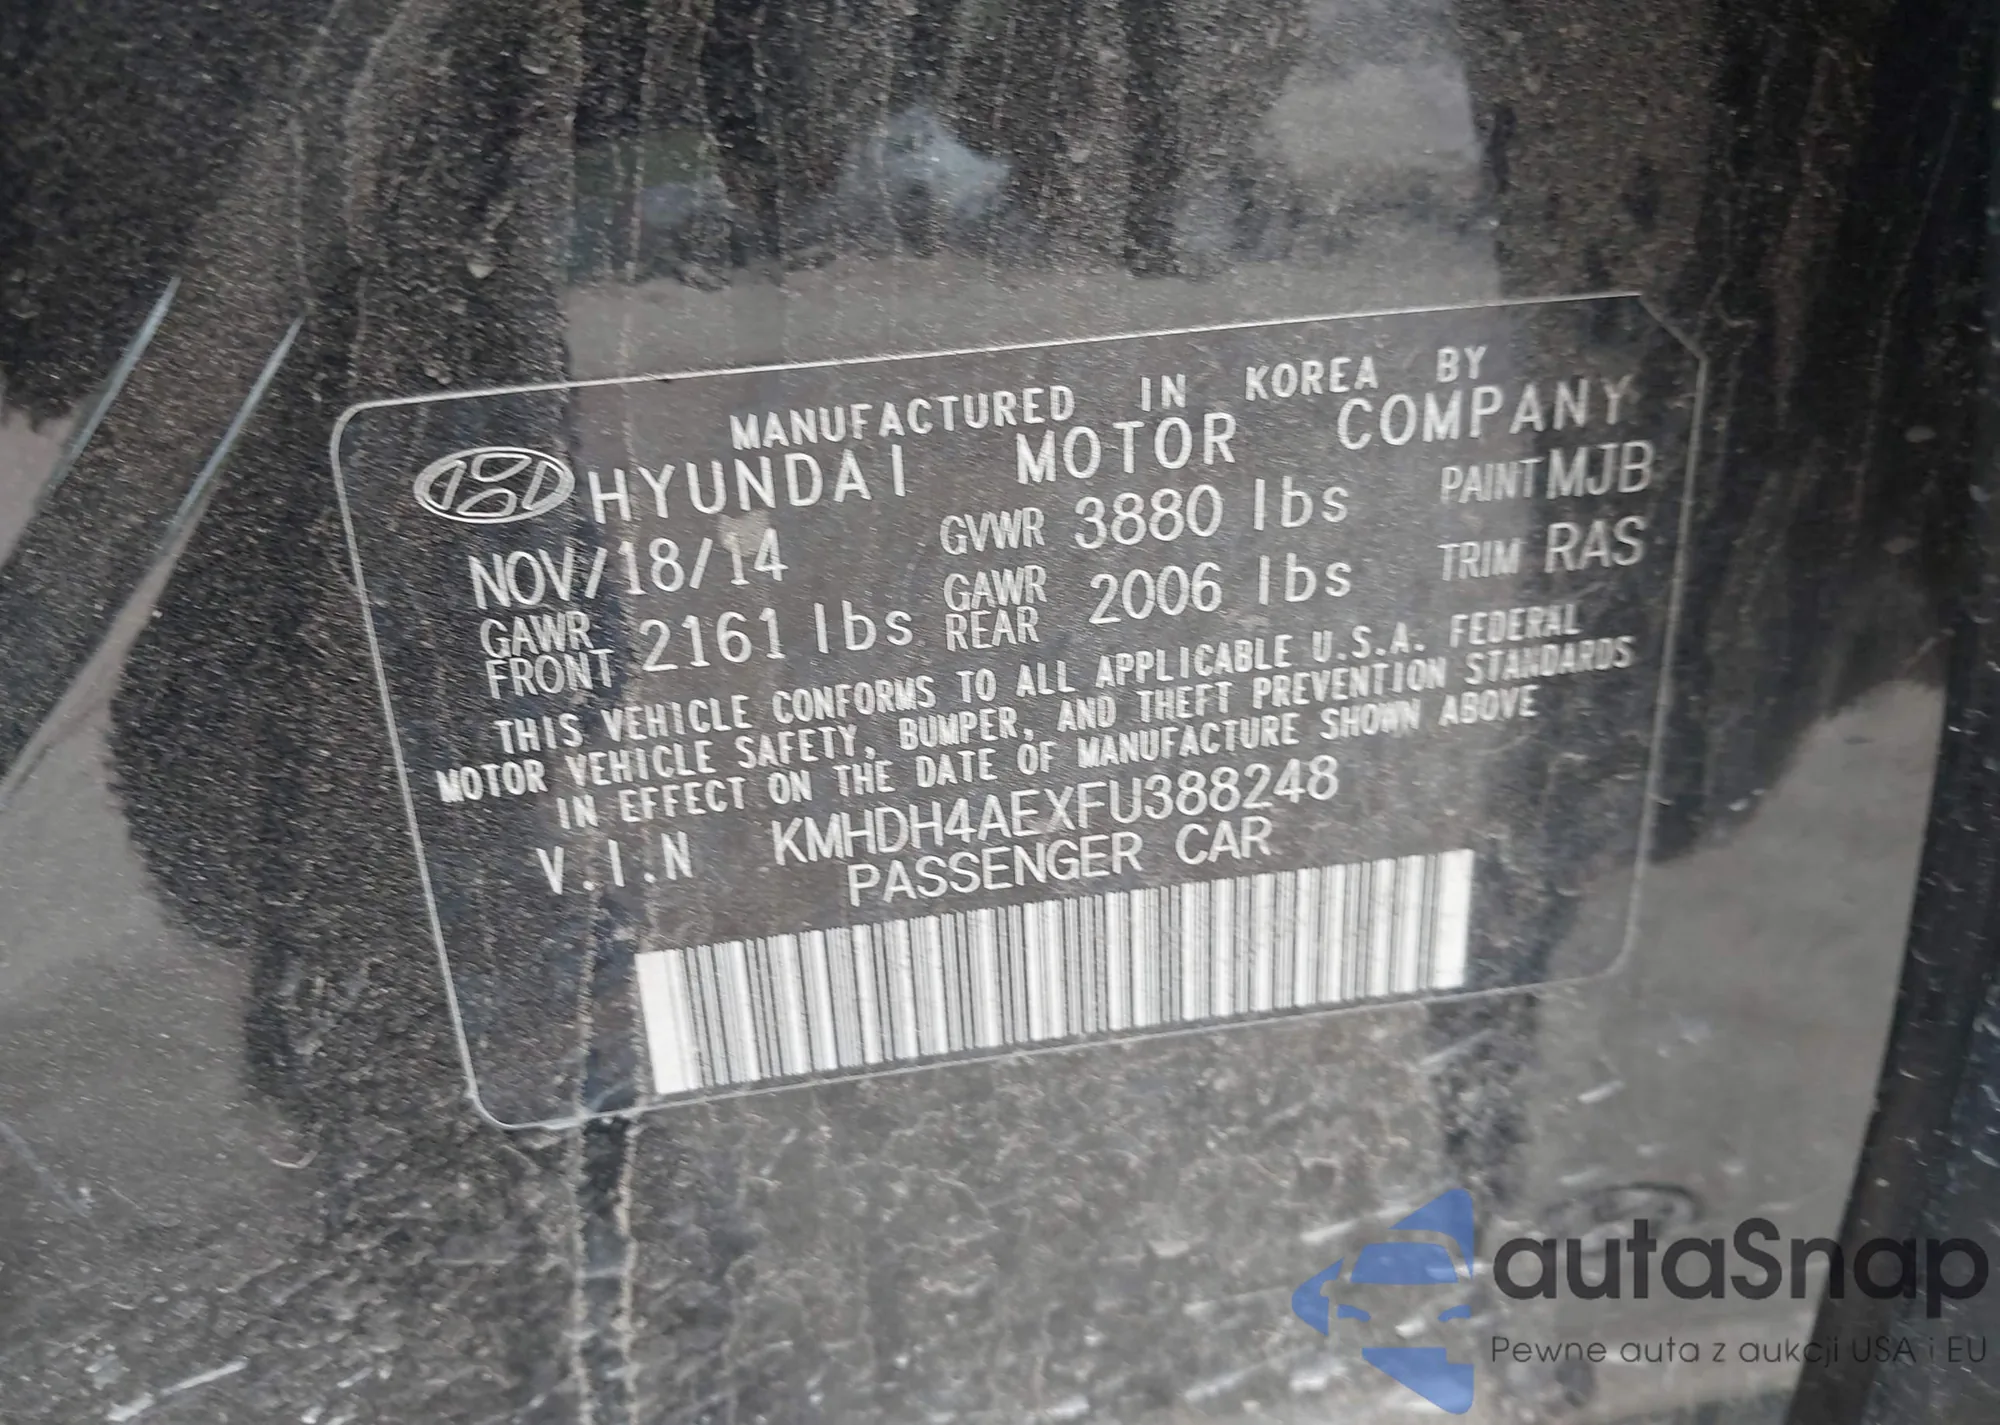 MANUFACTURED IN KOREA BY
HYUNDAI MOTOR COMPANY
NOV/18/14 GVWR 3880 lbs PAINT MJB
GAWR FRONT 2161 lbs GAWR REAR 2006 lbs TRIM RAS
THIS VEHICLE CONFORMS TO ALL APPLICABLE U.S.A. FEDERAL
MOTOR VEHICLE SAFETY, BUMPER, AND THEFT PREVENTION STANDARDS
IN EFFECT ON THE DATE OF MANUFACTURE SHOWN ABOVE
V.I.N KMHDH4AEXFU388248
PASSENGER CAR
autaSnap
Pewne auta z aukcji USA i EU